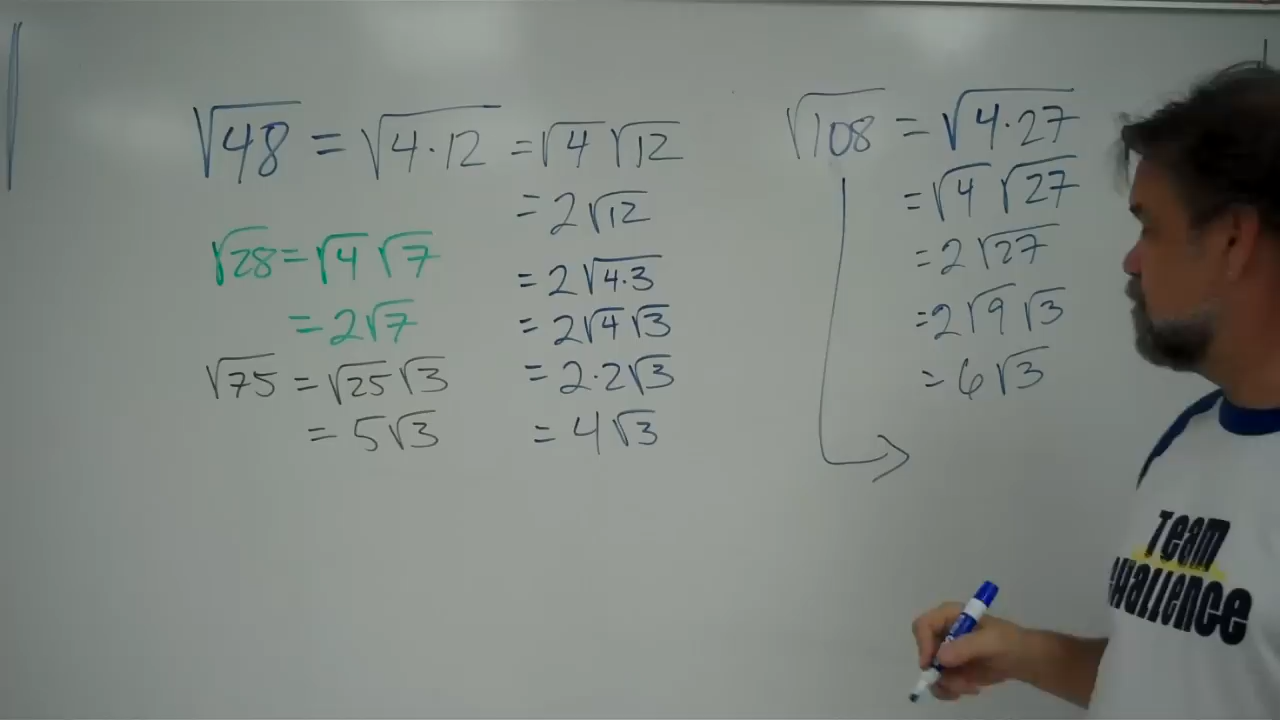 √48 = √4·12 = √4 √12
= 2√12
= 2√4·3
= 2√4 √3
= 2·2√3
= 4√3
√28 = √4 √7
= 2√7
√75 = √25 √3
= 5√3
√108 = √4·27
= √4 √27
= 2√27
= 2√9 √3
= 6√3
Team
Challenge